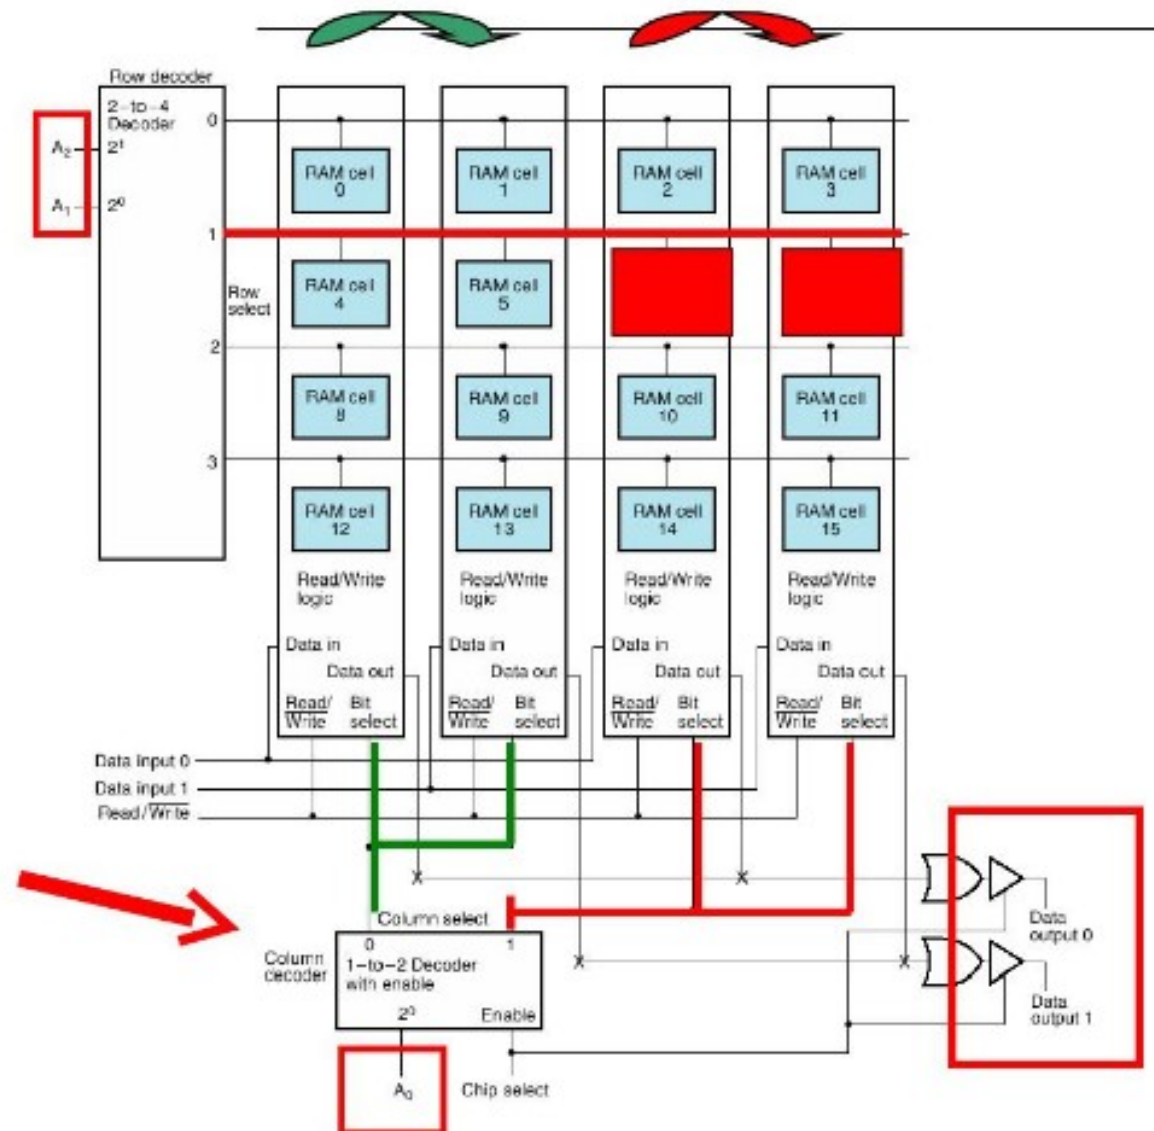 Row decoder
2-to-4
Decoder
A2
2¹
A1
2⁰
0
1
Row
select
2
3
RAM cell
0
RAM cell
1
RAM cell
2
RAM cell
3
RAM cell
4
RAM cell
5
RAM cell
8
RAM cell
9
RAM cell
10
RAM cell
11
RAM cell
12
RAM cell
13
RAM cell
14
RAM cell
15
Read/Write
logic
Read/Write
logic
Read/Write
logic
Read/Write
logic
Data in
Data in
Data in
Data in
Data out
Data out
Data out
Data out
Read/ Bit
Write select
Read/ Bit
Write select
Read/ Bit
Write select
Read/ Bit
Write select
Data input 0
Data input 1
Read/Write
X
X
Column select
0 1
Column
decoder
1-to-2 Decoder
with enable
2⁰ Enable
X
X
A0
Chip select
Data
output 0
Data
output 1